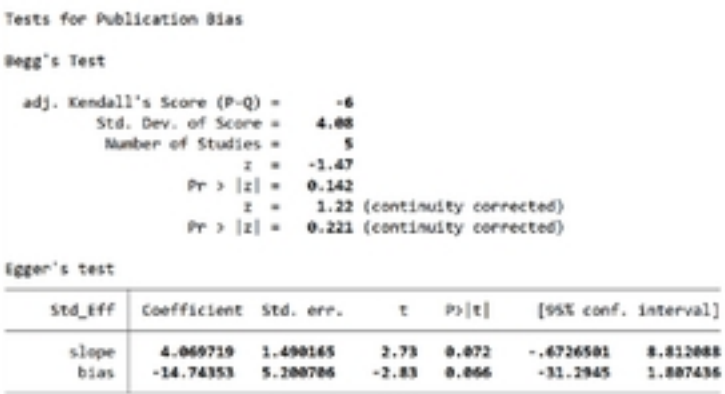 Tests for Publication Bias
Begg's Test
adj. Kendall's Score (P-Q) = -6
Std. Dev. of Score = 4.08
Number of Studies = 5
z = -1.47
Pr > |z| = 0.142
z = 1.22 (continuity corrected)
Pr > |z| = 0.221 (continuity corrected)
Egger's test
Std_Eff Coefficient Std. err. t P>|t| [95% conf. interval]
slope 4.069719 1.490165 2.73 0.072 -.6726501 8.812088
bias -14.74353 5.200706 -2.83 0.066 -31.2945 1.807436